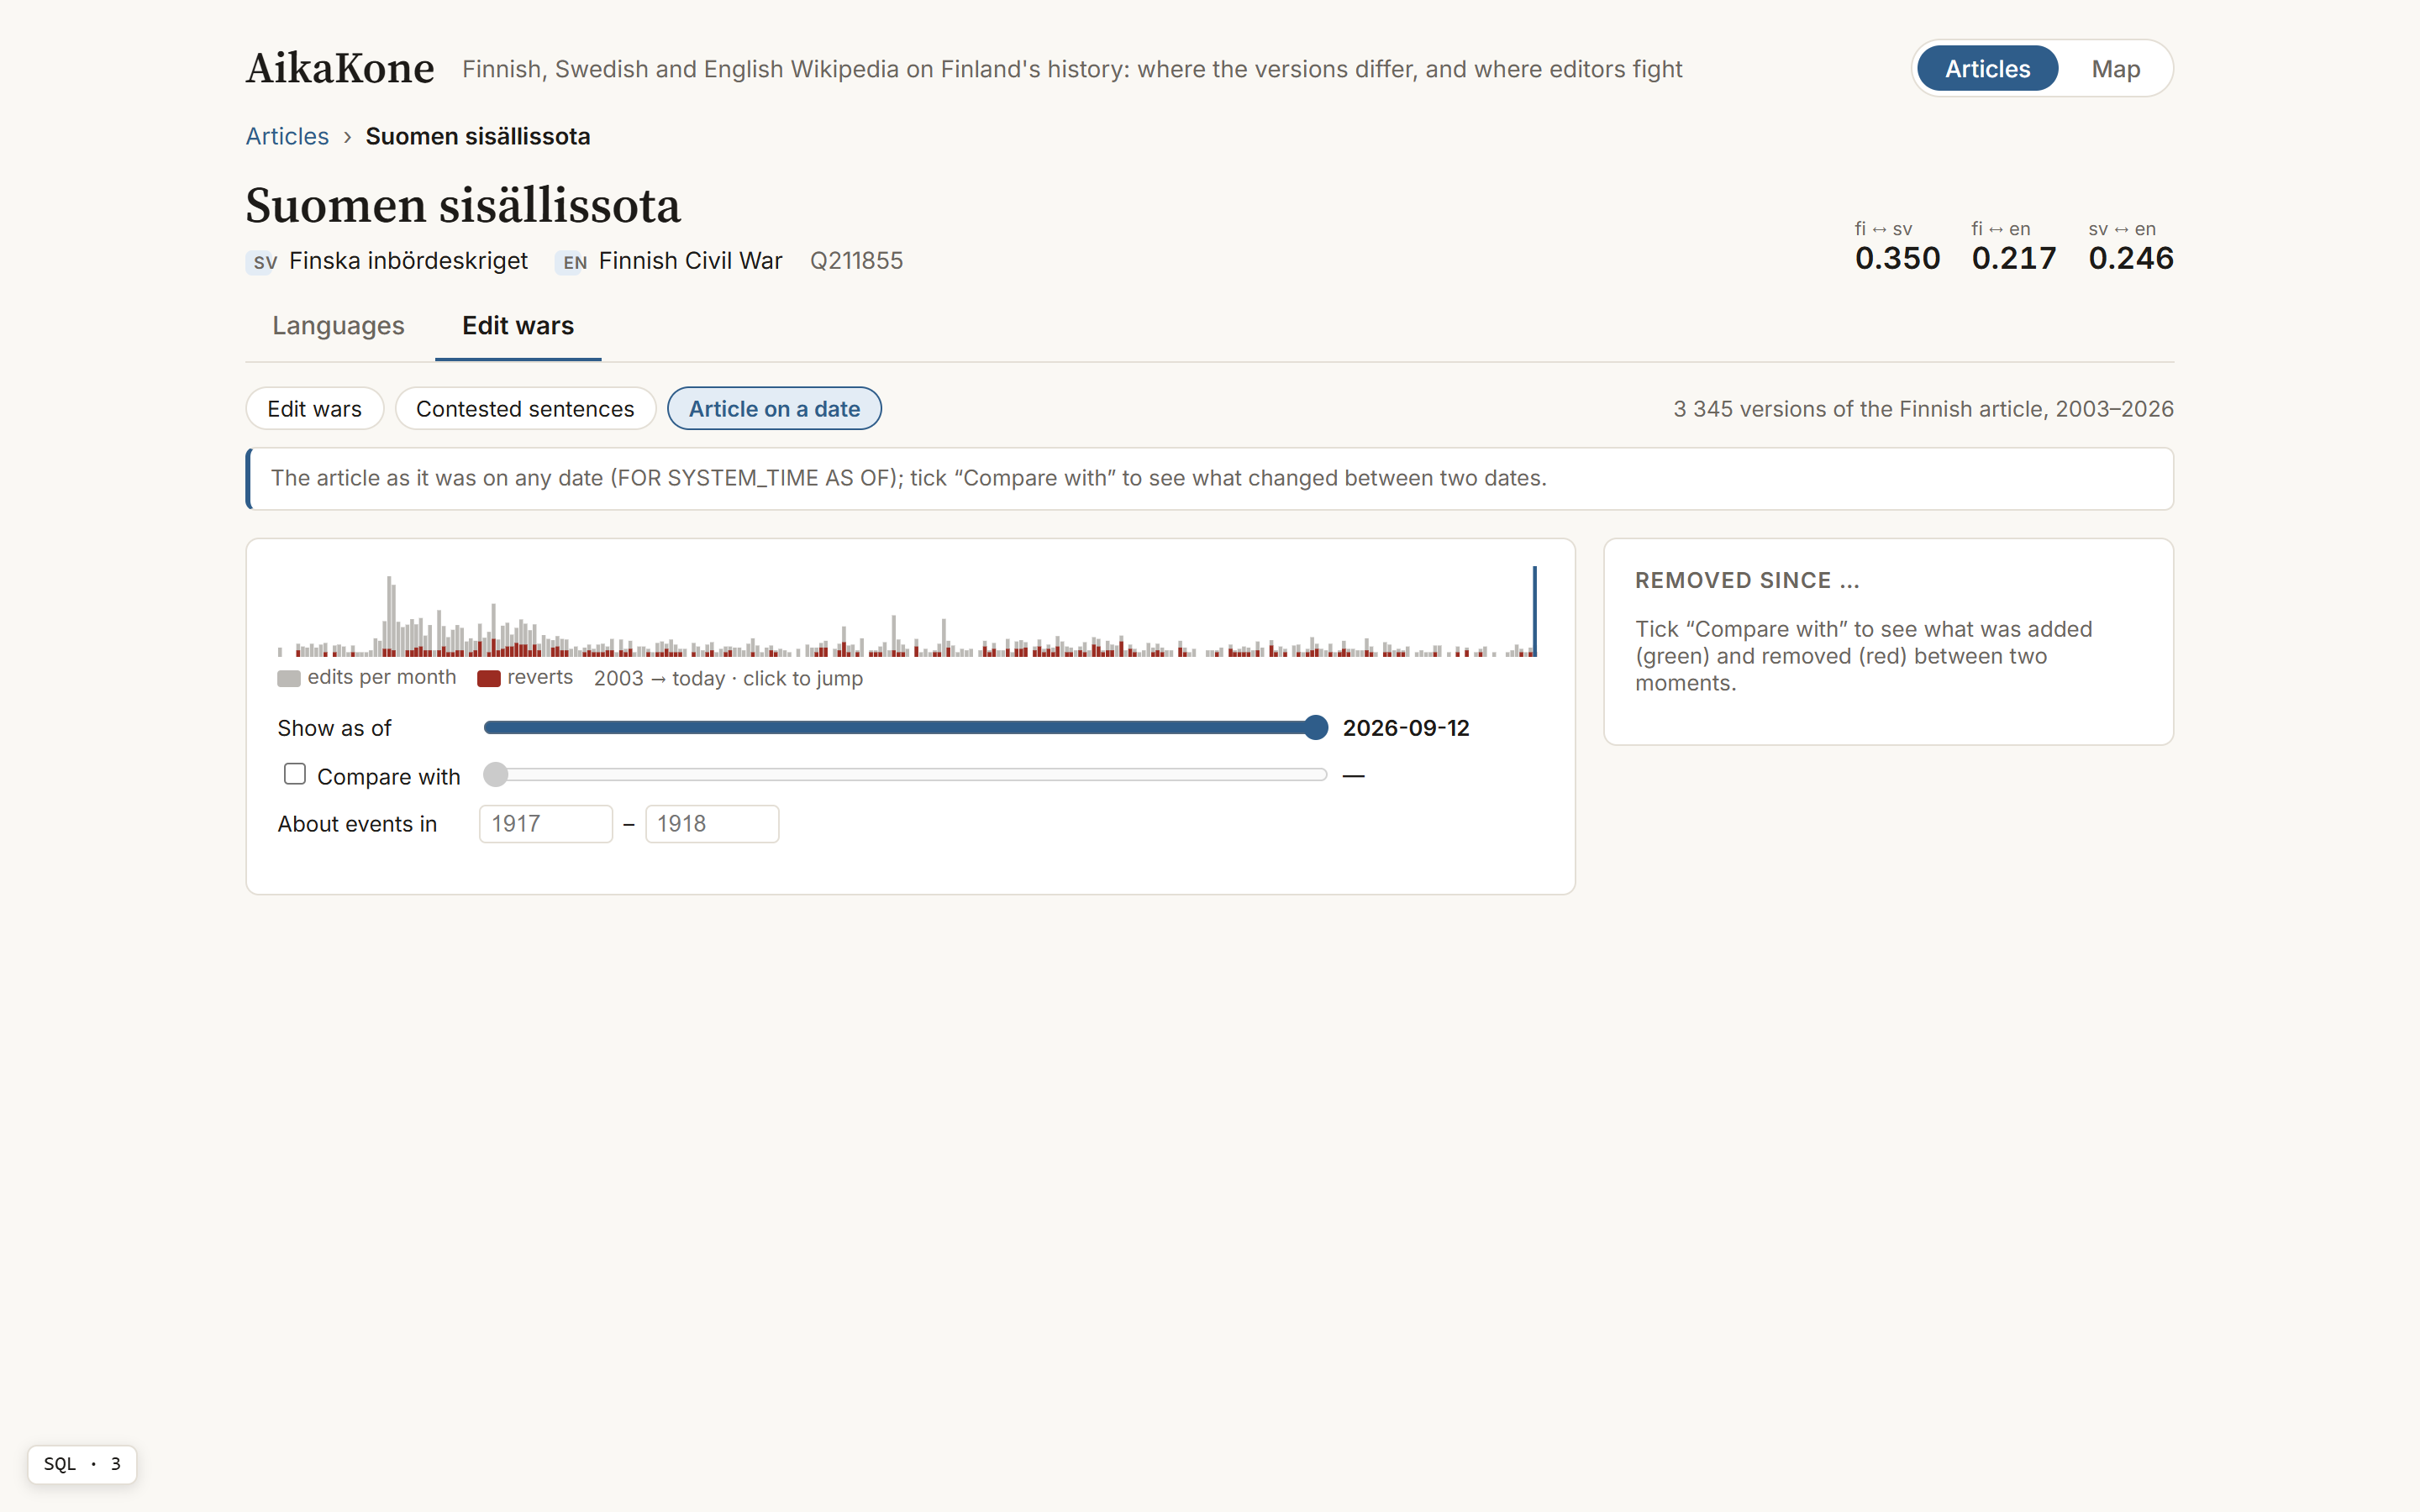 AikaKone Finnish, Swedish and English Wikipedia on Finland's history: where the versions differ, and where editors fight Articles Map
Articles › Suomen sisällissota
Suomen sisällissota
SV Finska inbördeskriget EN Finnish Civil War Q211855
fi ↔ sv fi ↔ en sv ↔ en
0.350 0.217 0.246
Languages Edit wars
Edit wars Contested sentences Article on a date 3 345 versions of the Finnish article, 2003–2026
The article as it was on any date (FOR SYSTEM_TIME AS OF); tick “Compare with” to see what changed between two dates.
edits per month reverts 2003 → today · click to jump
Show as of 2026-09-12
Compare with —
About events in 1917 – 1918
REMOVED SINCE …
Tick “Compare with” to see what was added
(green) and removed (red) between two
moments.
SQL · 3